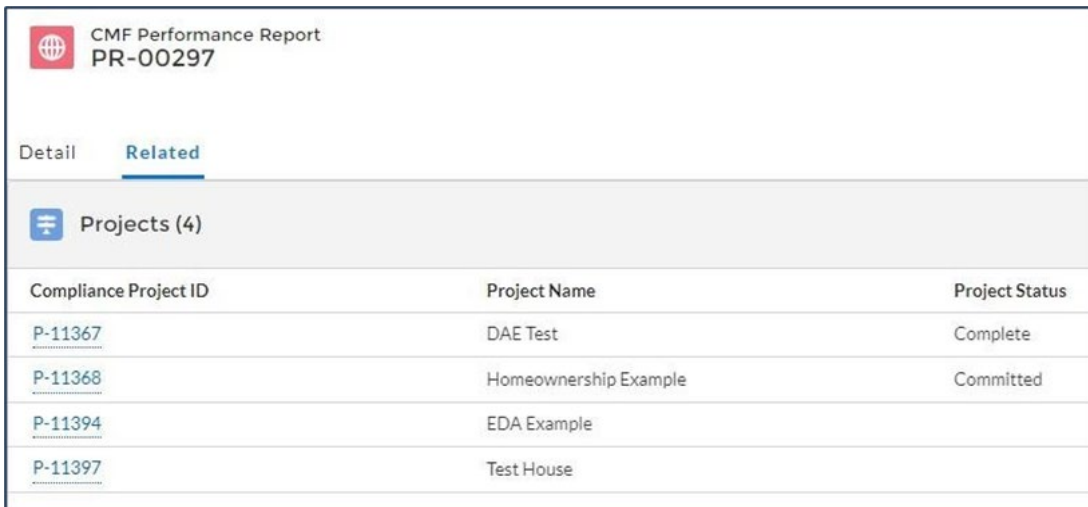 CMF Performance Report
PR-00297
Detail Related
Projects (4)
Compliance Project ID Project Name Project Status
P-11367 DAE Test Complete
P-11368 Homeownership Example Committed
P-11394 EDA Example
P-11397 Test House